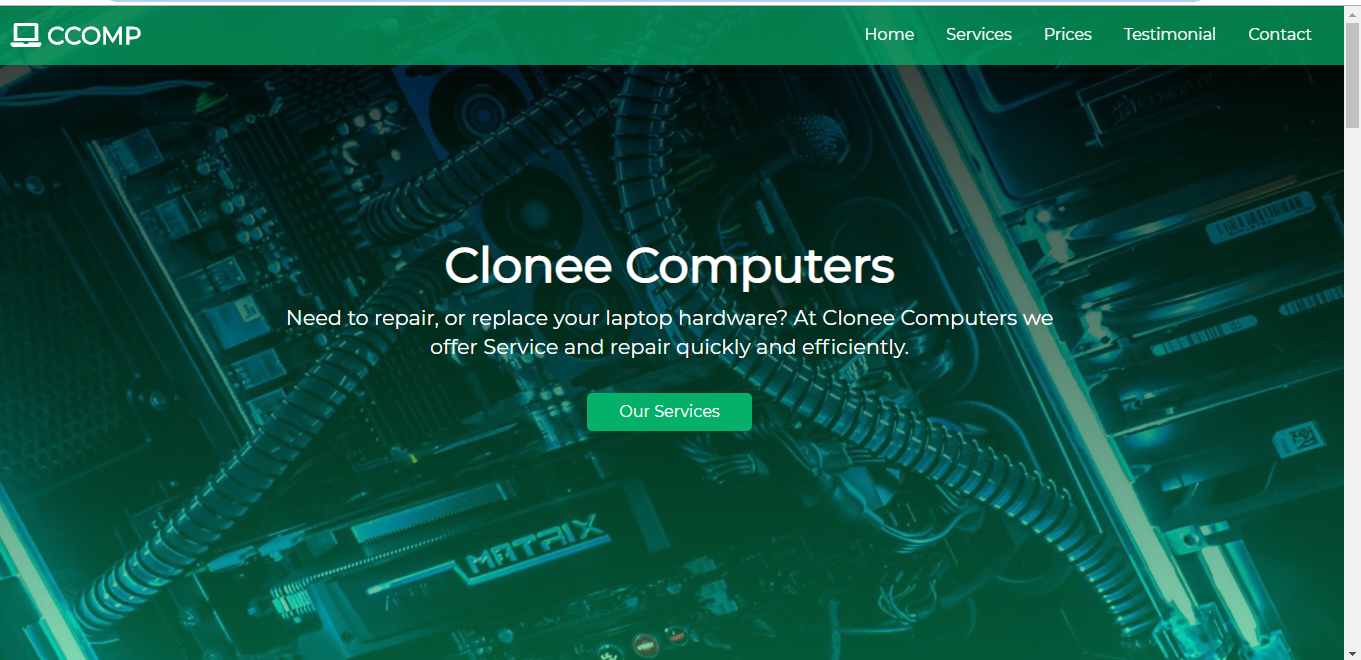 CCOMP
Home
Services
Prices
Testimonial
Contact
Clonee Computers
Need to repair, or replace your laptop hardware? At Clonee Computers we
offer Service and repair quickly and efficiently.
Our Services
MATRIX